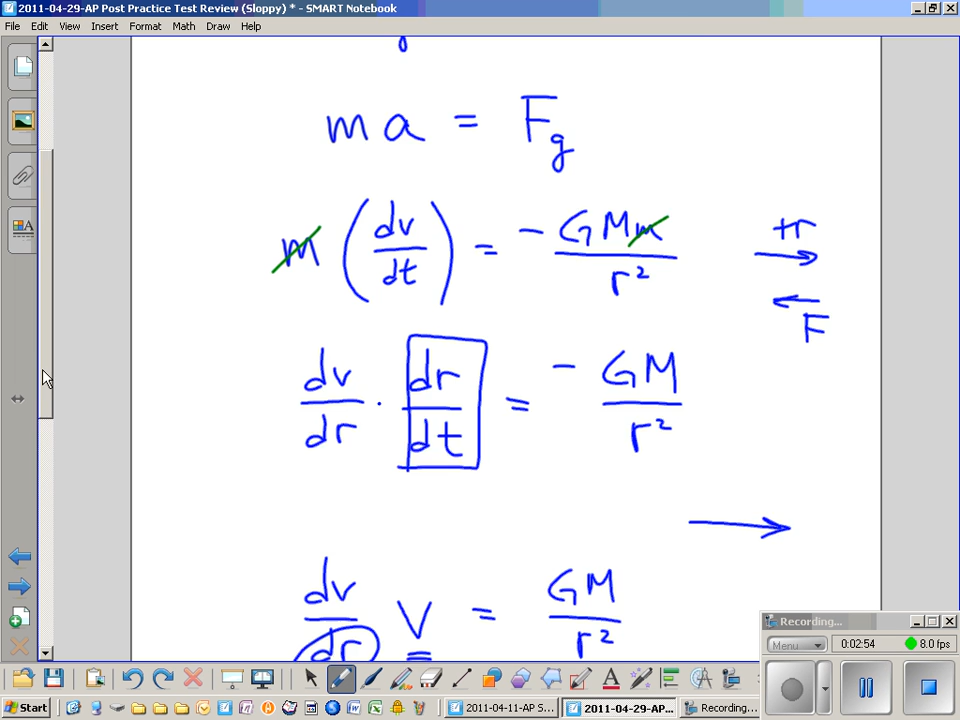 2011-04-29-AP Post Practice Test Review (Sloppy) * - SMART Notebook
File Edit View Insert Format Math Draw Help
m a = Fg
m (dv/dt) = - GMm/r²
+r
F
dv/dr · dr/dt = - GM/r²
dv/dr V = GM/r²
Recording...
Menu 0:02:54 8.0 fps
Start 2011-04-11-AP S... 2011-04-29-AP... Recording...